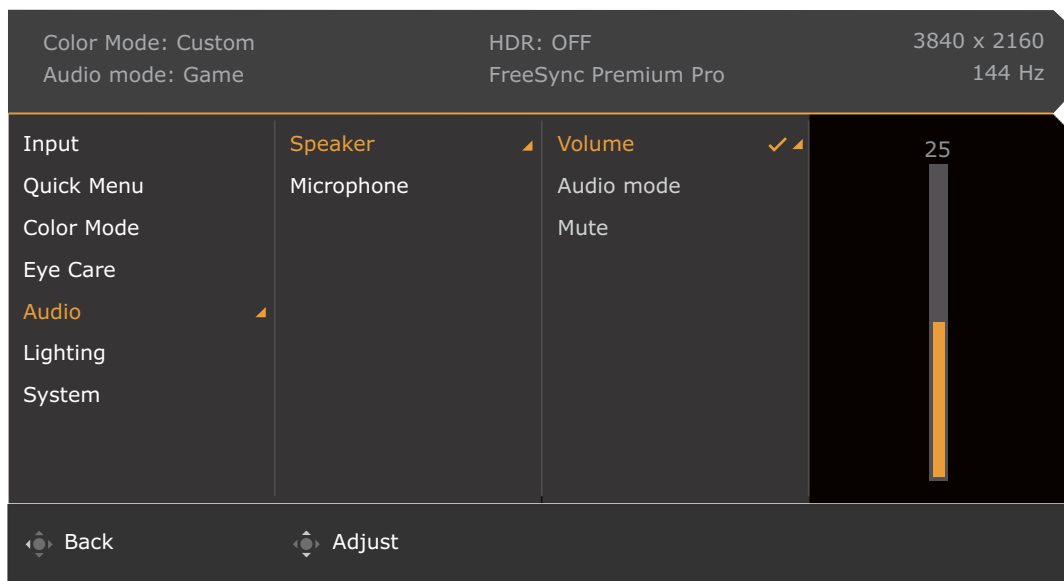 Color Mode: Custom
HDR: OFF
3840 x 2160
Audio mode: Game
FreeSync Premium Pro
144 Hz
Input
Speaker
Volume
25
Quick Menu
Microphone
Audio mode
Color Mode
Mute
Eye Care
Audio
Lighting
System
Back
Adjust